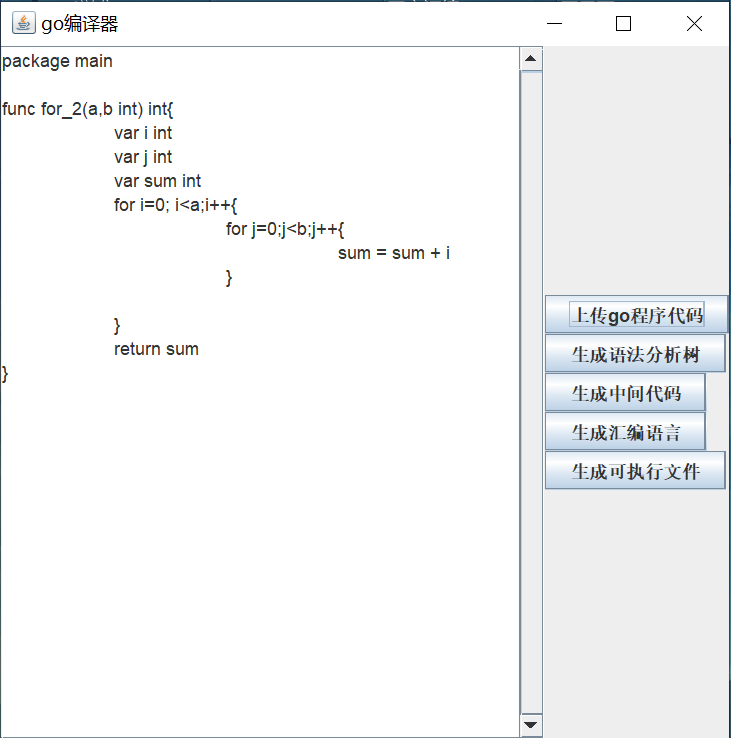 go编译器
package main
func for_2(a,b int) int{
var i int
var j int
var sum int
for i=0; i<a;i++{
for j=0;j<b;j++{
sum = sum + i
}
}
return sum
}
上传go程序代码
生成语法分析树
生成中间代码
生成汇编语言
生成可执行文件